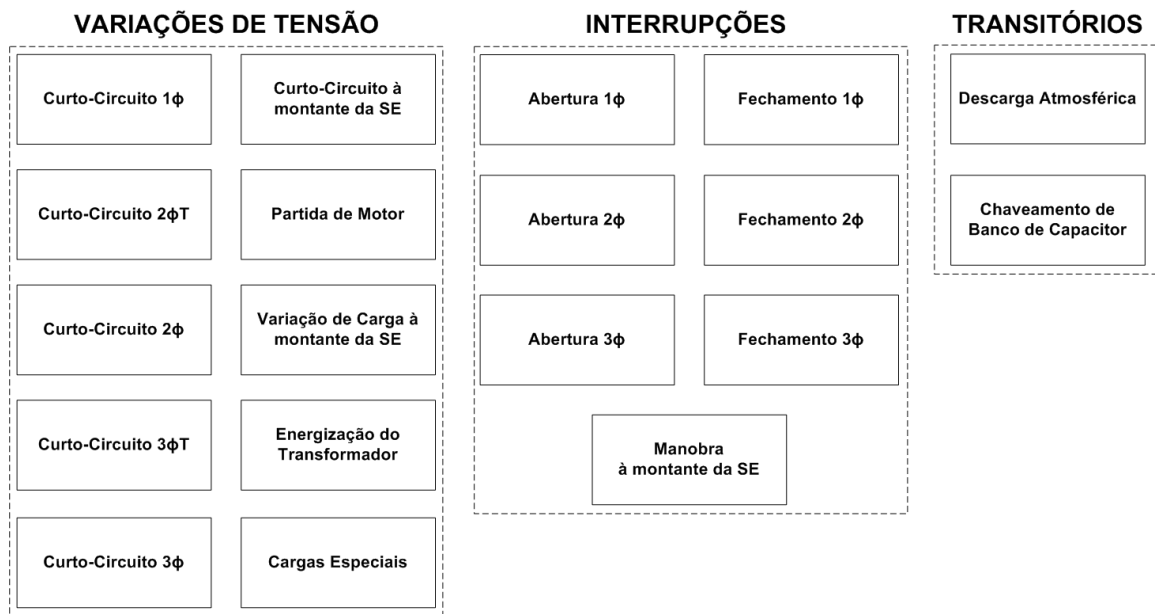 VARIAÇÕES DE TENSÃO
Curto-Circuito 1ϕ
Curto-Circuito à
montante da SE
Curto-Circuito 2ϕT
Partida de Motor
Curto-Circuito 2ϕ
Variação de Carga à
montante da SE
Curto-Circuito 3ϕT
Energização do
Transformador
Curto-Circuito 3ϕ
Cargas Especiais
INTERRUPÇÕES
Abertura 1ϕ
Fechamento 1ϕ
Abertura 2ϕ
Fechamento 2ϕ
Abertura 3ϕ
Fechamento 3ϕ
Manobra
à montante da SE
TRANSITÓRIOS
Descarga Atmosférica
Chaveamento de
Banco de Capacitor